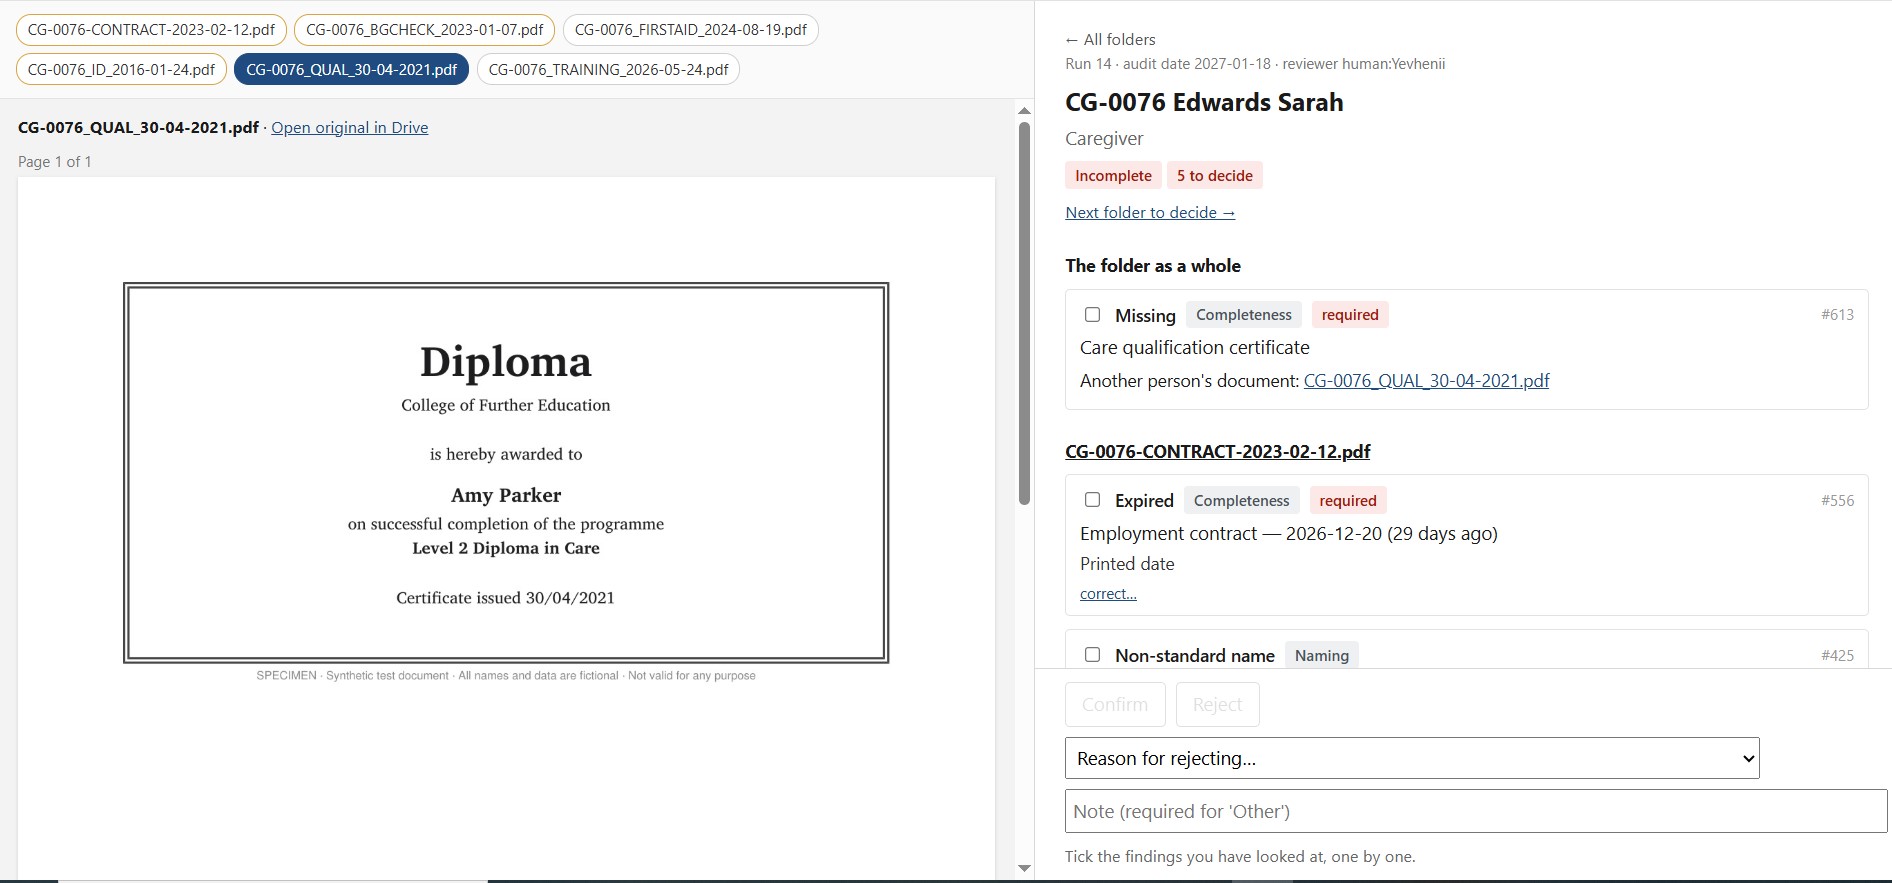 CG-0076-CONTRACT-2023-02-12.pdf CG-0076_BGCHECK_2023-01-07.pdf CG-0076_FIRSTAID_2024-08-19.pdf
CG-0076_ID_2016-01-24.pdf CG-0076_QUAL_30-04-2021.pdf CG-0076_TRAINING_2026-05-24.pdf
CG-0076_QUAL_30-04-2021.pdf · Open original in Drive
Page 1 of 1
Diploma
College of Further Education
is hereby awarded to
Amy Parker
on successful completion of the programme
Level 2 Diploma in Care
Certificate issued 30/04/2021
SPECIMEN · Synthetic test document · All names and data are fictional · Not valid for any purpose
← All folders
Run 14 · audit date 2027-01-18 · reviewer human:Yevhenii
CG-0076 Edwards Sarah
Caregiver
Incomplete 5 to decide
Next folder to decide →
The folder as a whole
Missing Completeness required #613
Care qualification certificate
Another person's document: CG-0076_QUAL_30-04-2021.pdf
CG-0076-CONTRACT-2023-02-12.pdf
Expired Completeness required #556
Employment contract — 2026-12-20 (29 days ago)
Printed date
correct...
Non-standard name Naming #425
Confirm Reject
Reason for rejecting...
Note (required for 'Other')
Tick the findings you have looked at, one by one.